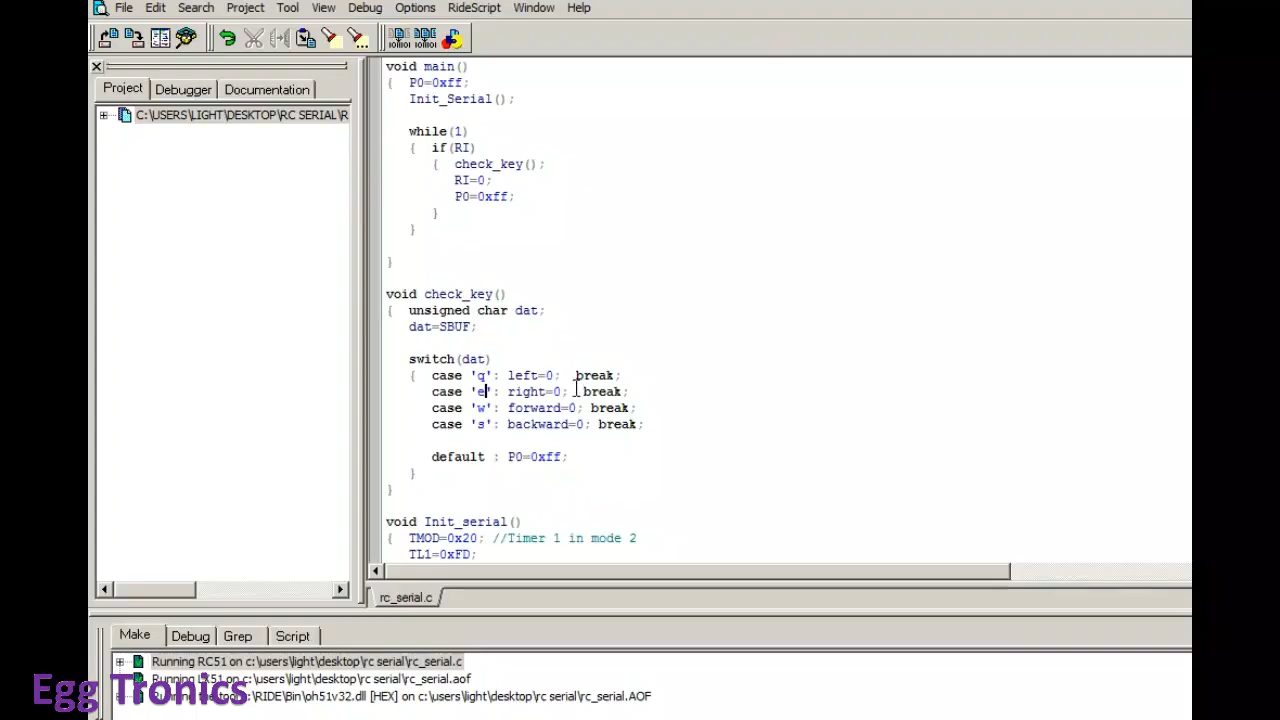 File Edit Search Project Tool View Debug Options RideScript Window Help
Project Debugger Documentation
C:\USERS\LIGHT\DESKTOP\RC SERIAL\R
void main()
{ P0=0xff;
Init_Serial();
while(1)
{ if(RI)
{ check_key();
RI=0;
P0=0xff;
}
}
}
void check_key()
{ unsigned char dat;
dat=SBUF;
switch(dat)
{ case 'q': left=0; break;
case 'e': right=0; break;
case 'w': forward=0; break;
case 's': backward=0; break;
default : P0=0xff;
}
}
void Init_serial()
{ TMOD=0x20; //Timer 1 in mode 2
TL1=0xFD;
rc_serial.c
Make Debug Grep Script
Running RC51 on c:\users\light\desktop\rc serial\rc_serial.c
Running LX51 on c:\users\light\desktop\rc serial\rc_serial.aof
:\RIDE\Bin\oh51v32.dll [HEX] on c:\users\light\desktop\rc serial\rc_serial.AOF
Egg Tronics